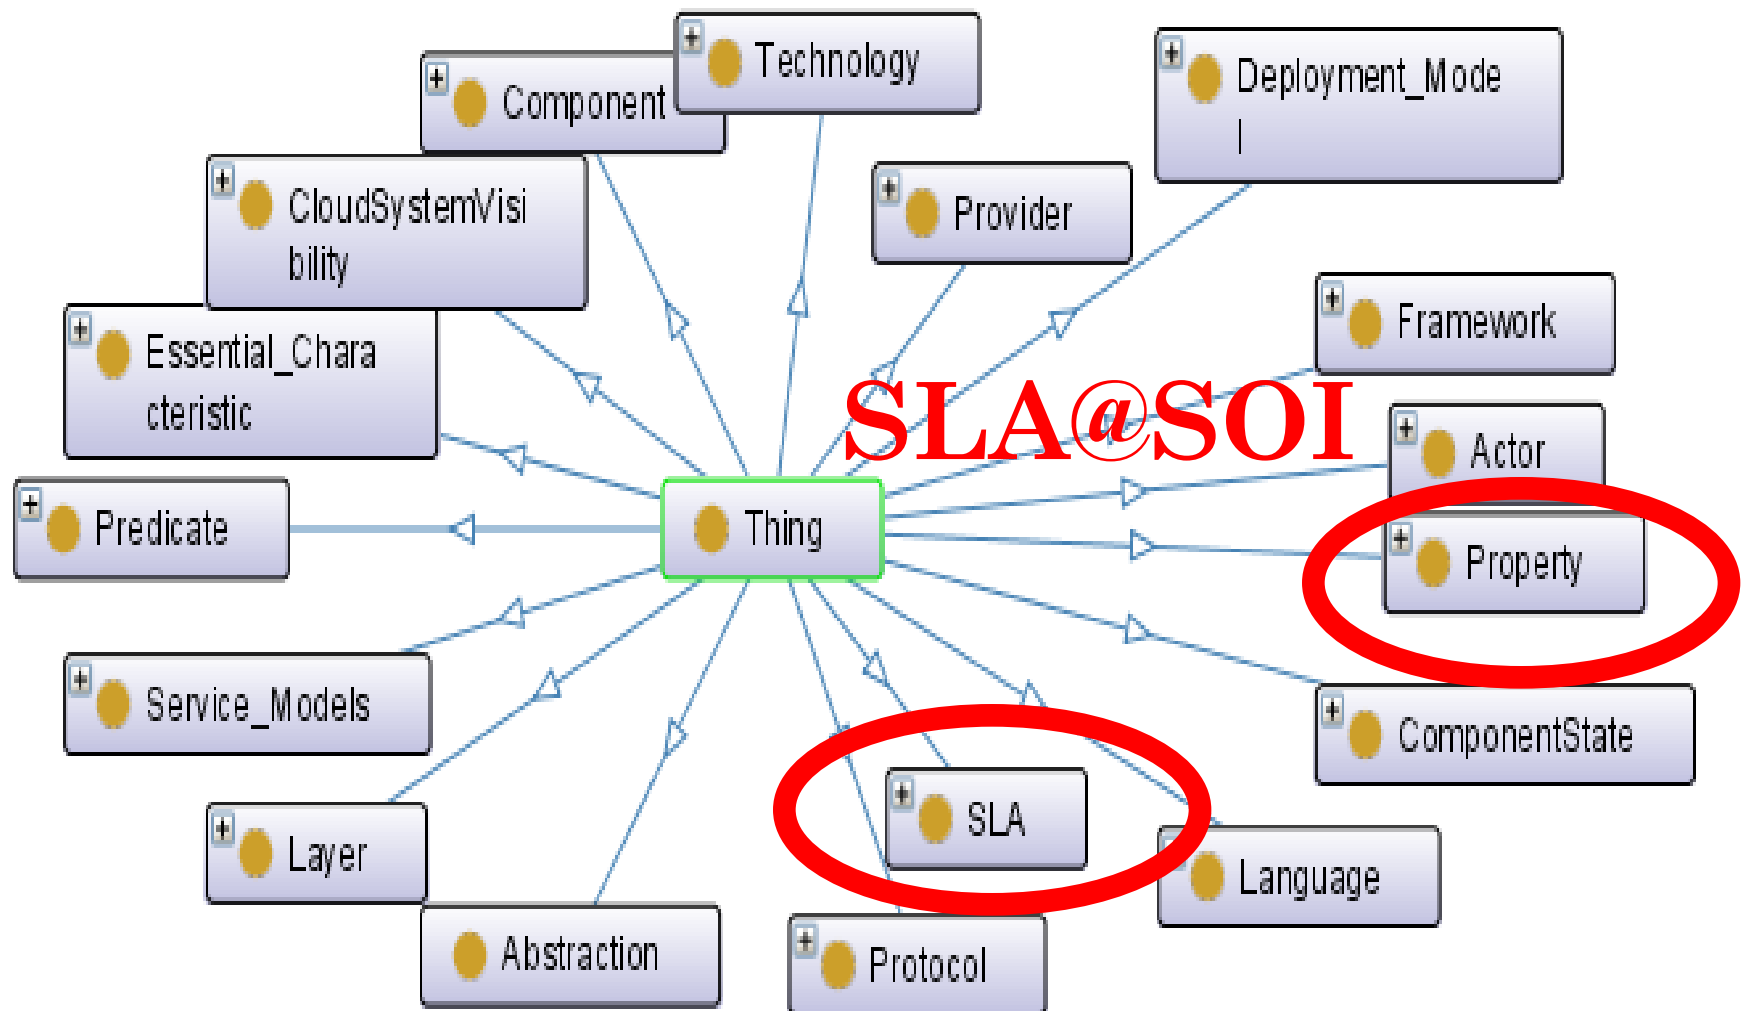 Technology
Component
Deployment_Mode
l
CloudSystemVisi
bility
Provider
Framework
Essential_Chara
cteristic
SLA@SOI
Actor
Predicate
Thing
Property
Service_Models
ComponentState
SLA
Layer
Language
Abstraction
Protocol